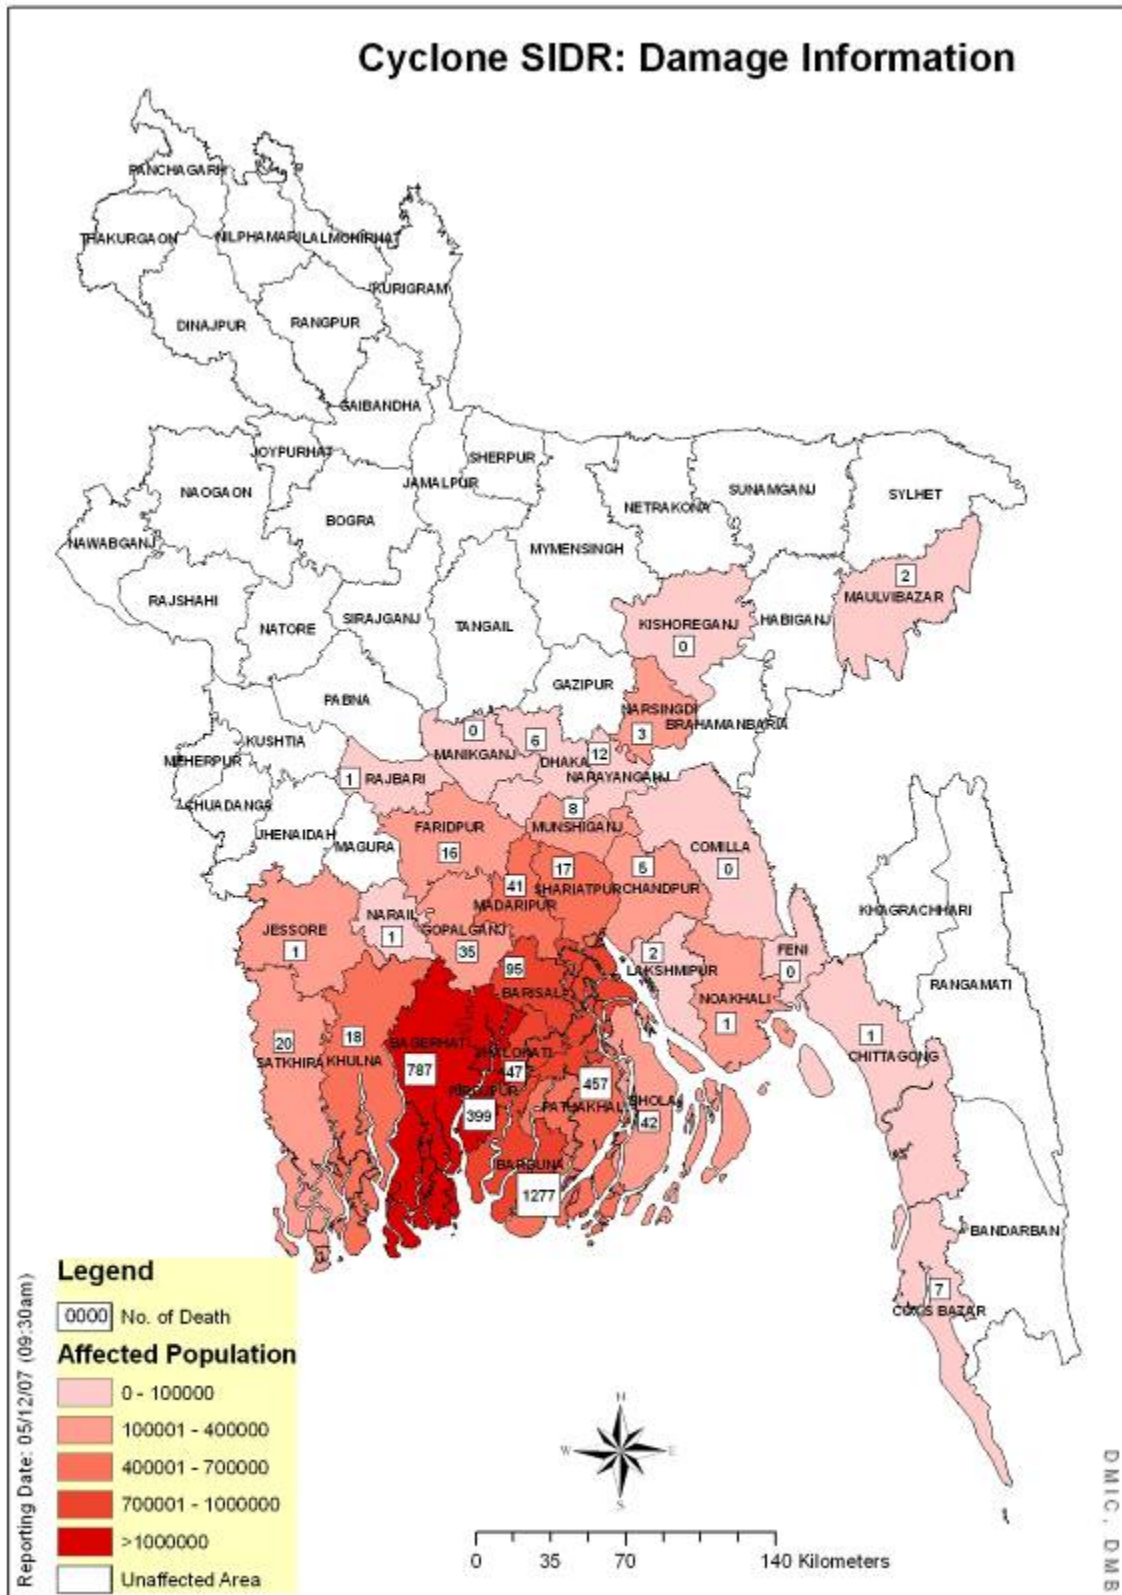 Cyclone SIDR: Damage Information
PANCHAGARH
THAKURGAON
NILPHAMARI
LALMONIRHAT
KURIGRAM
DINAJPUR
RANGPUR
GAIBANDHA
JOYPURHAT
SHERPUR
JAMALPUR
NAOGAON
BOGRA
NETRAKONA
SUNAMGANJ
SYLHET
NAWABGANJ
MYMENSINGH
RAJSHAHI
NATORE
SIRAJGANJ
TANGAIL
KISHOREGANJ
0
HABIGANJ
2
MAULVIBAZAR
PABNA
GAZIPUR
NARSINGDI
3
BRAHAMANBARIA
KUSHTIA
MEHERPUR
CHUADANGA
JHENAIDAH
MAGURA
1
RAJBARI
0
MANIKGANJ
6
DHAKA
12
NARAYANGANJ
8
MUNSHIGANJ
FARIDPUR
16
COMILLA
0
17
SHARIATPUR
41
MADARIPUR
5
CHANDPUR
KHAGRACHHARI
JESSORE
1
NARAIL
1
GOPALGANJ
35
95
BARISAL
2
LAKSHMIPUR
FENI
0
NOAKHALI
1
RANGAMATI
1
CHITTAGONG
20
SATKHIRA
18
KHULNA
BAGERHAT
787
47
399
457
BHOLA
42
BARGUNA
1277
BANDARBAN
7
COXS BAZAR
Legend
0000 No. of Death
Affected Population
0 - 100000
100001 - 400000
400001 - 700000
700001 - 1000000
>1000000
Unaffected Area
Reporting Date: 05/12/07 (09:30am)
N
W
E
S
0 35 70 140 Kilometers
DMIC, DMB